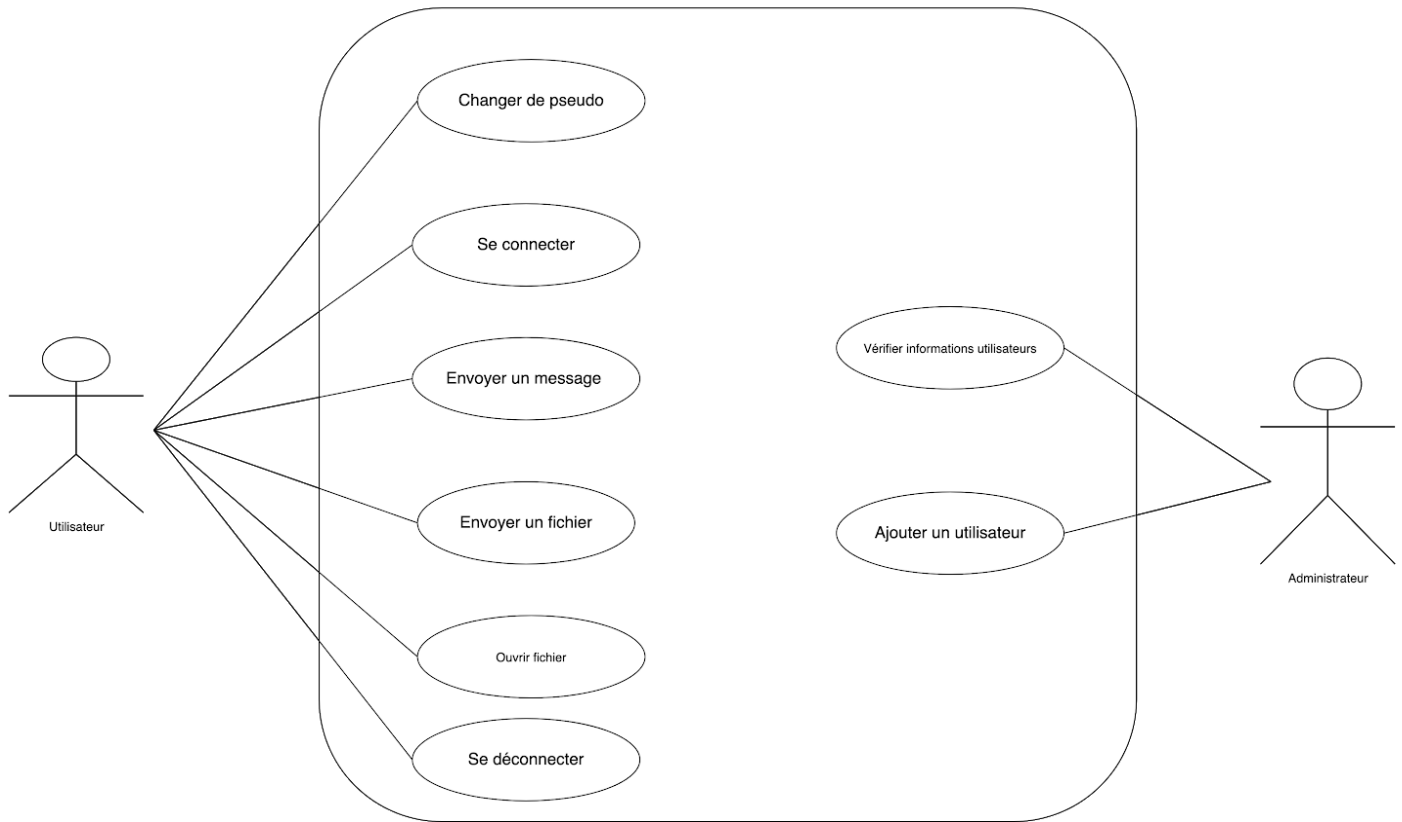 Changer de pseudo
Se connecter
Envoyer un message
Envoyer un fichier
Ouvrir fichier
Se déconnecter
Vérifier informations utilisateurs
Ajouter un utilisateur
Utilisateur
Administrateur